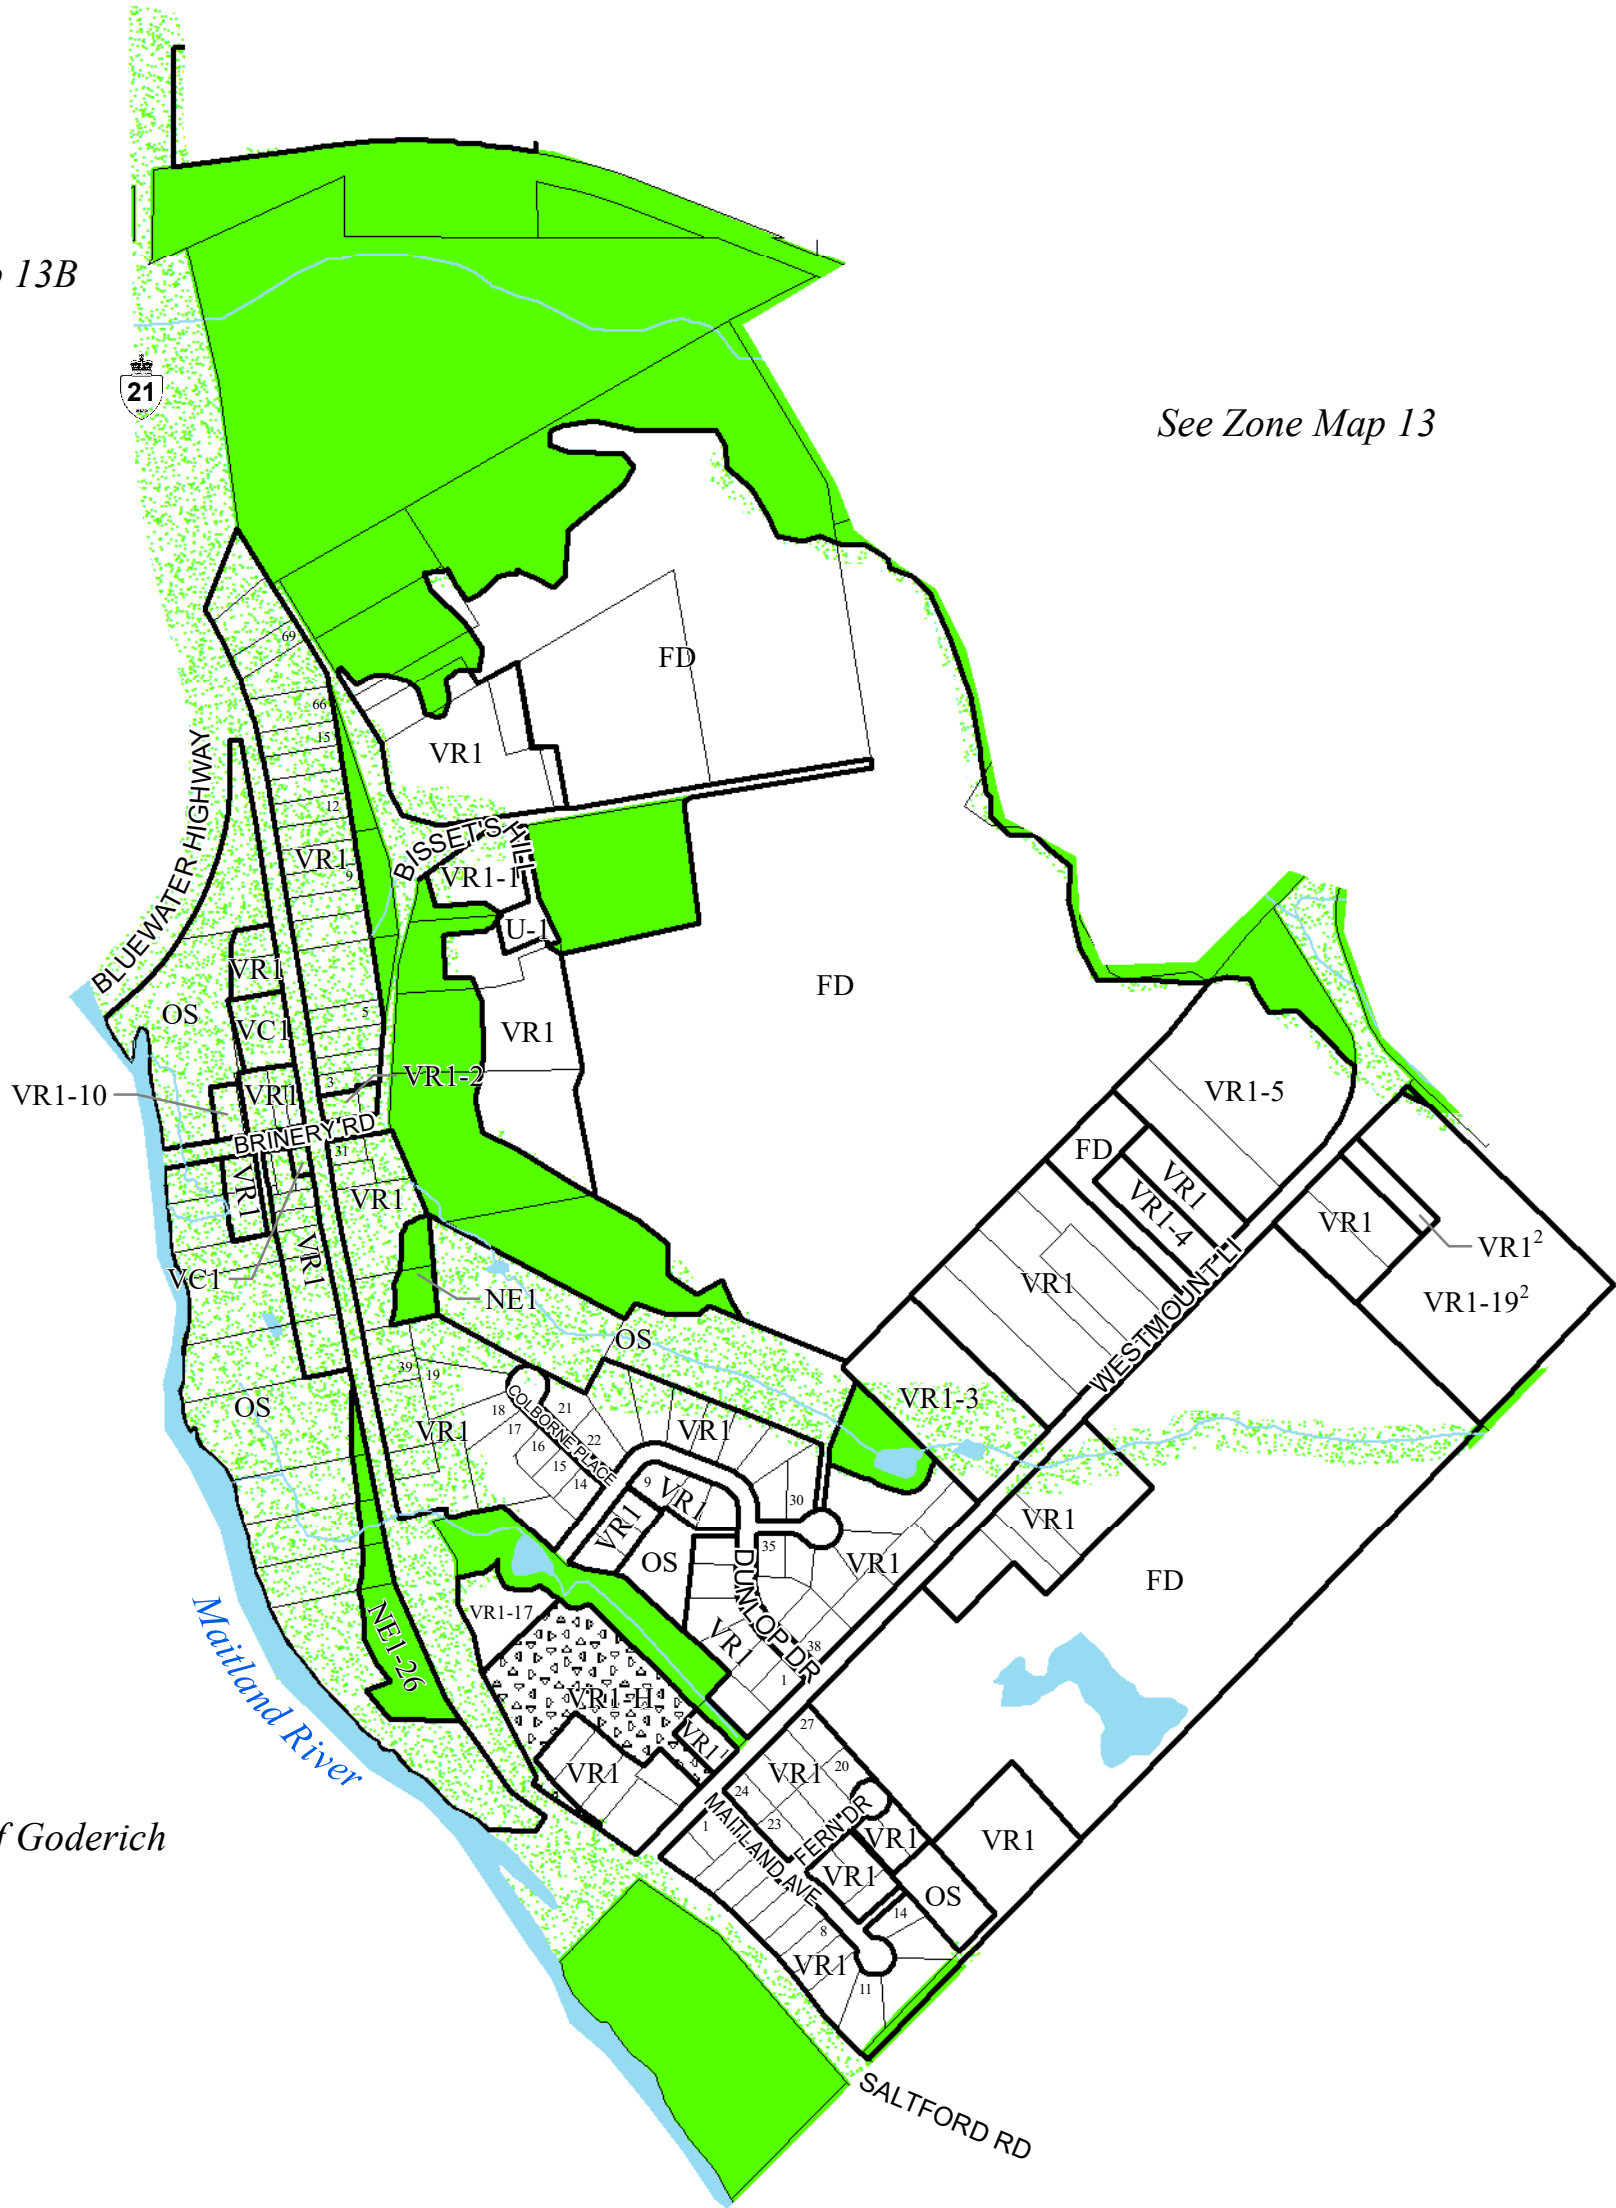 13B
21
See Zone Map 13
69
FD
66
15
VR1
BLUEWATER HIGHWAY
12
BISSET'S HILL
VR1
9
VR1-1
U-1
VR1
FD
OS
5
VC1
VR1
VR1-10
VR1
3
VR1-2
VR1-5
BRINERY RD
31
FD
VR1
VR1
VR1-4
VR1
VR1
VR1
VR1²
VC1
NE1
VR1
VR1-19²
WESTMOUNT LI
OS
39
19
VR1-3
OS
COLBORNE PLACE
18
21
VR1
VR1
17
22
16
15
14
9
VR1
30
VR1
VR1
35
OS
DUNLOP DR
VR1
FD
NE1-26
VR1-17
VR1
38
1
Maitland River
VR1-H
VR1¹
27
VR1
VR1
20
24
MAITLAND AVE
FERN DR
1
23
VR1
VR1
f Goderich
VR1
OS
14
8
VR1
11
SALTFORD RD